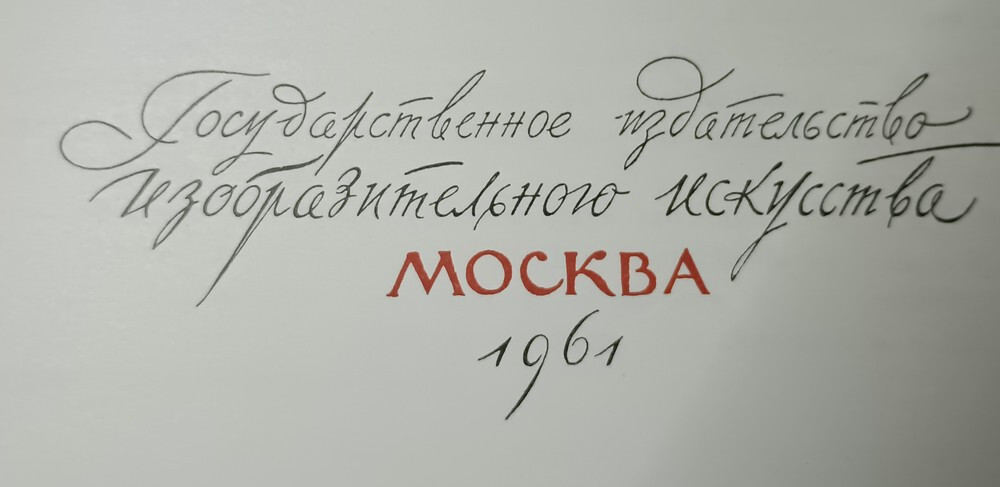 Государственное издательство
изобразительного искусства
МОСКВА
1961